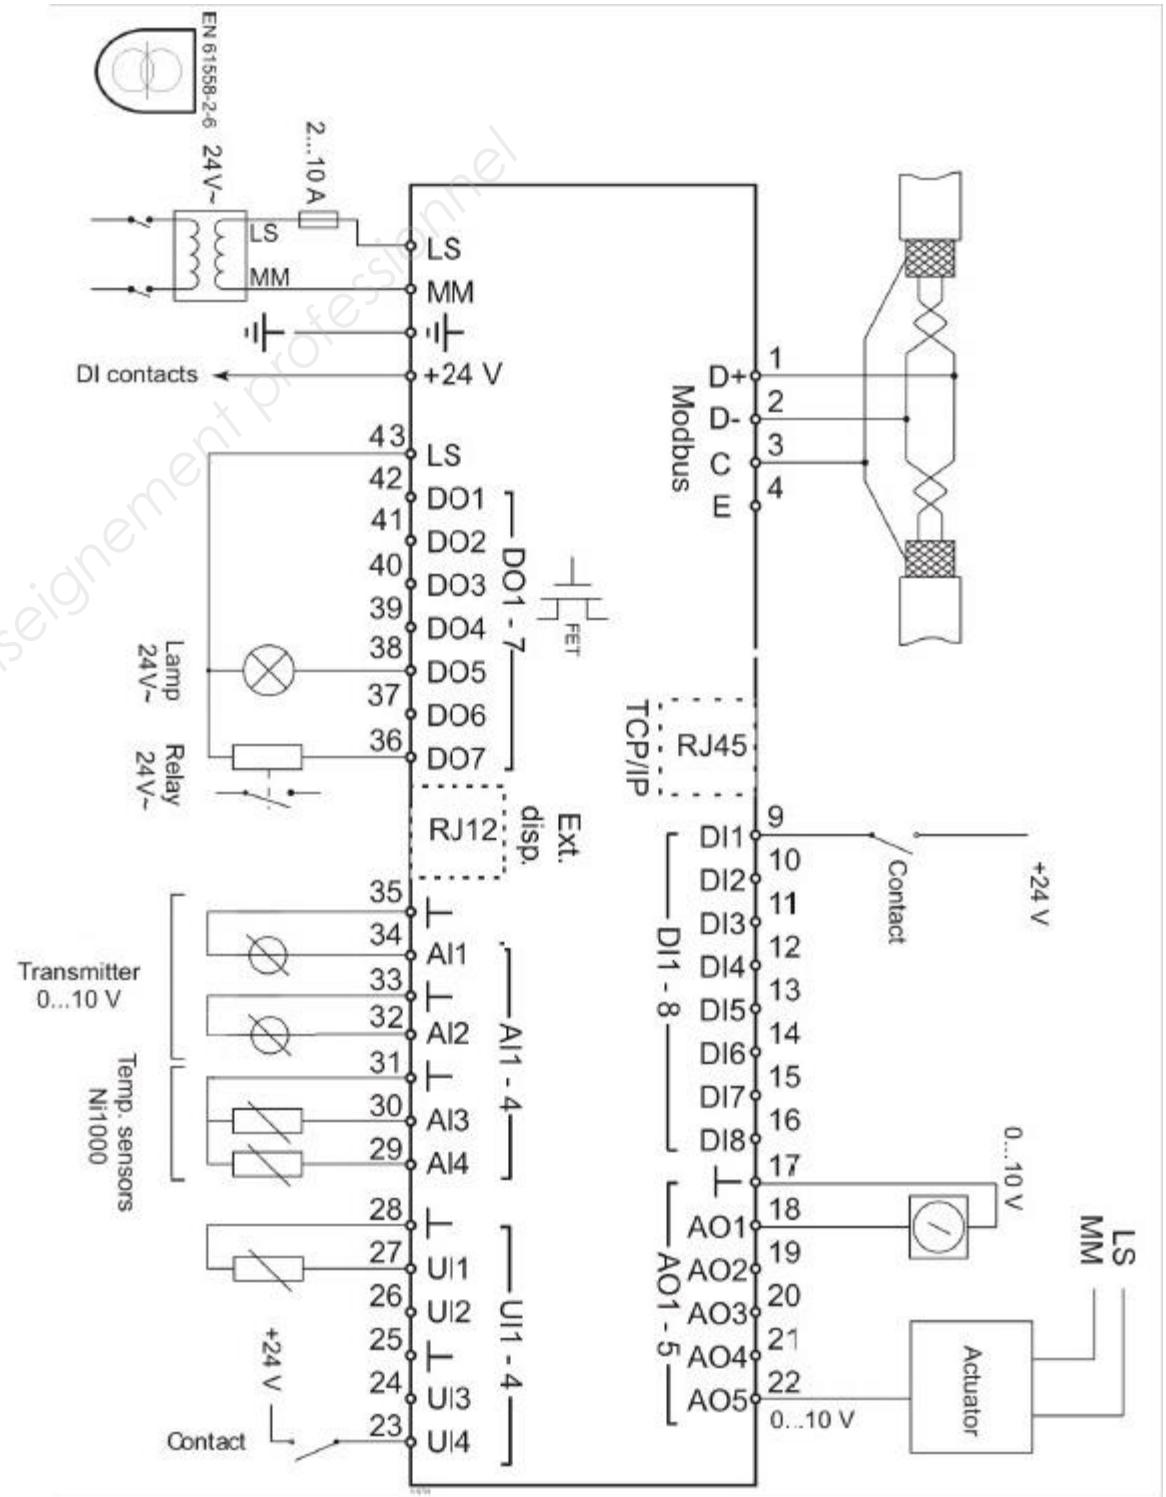 EN 61558-2-6
24V~
2...10 A
LS
MM
LS
MM
DI contacts
+24 V
43
LS
42
DO1
41
DO2
40
DO3
39
DO4
38
DO5
37
DO6
36
DO7
DO1 - 7
FET
Lamp
24V~
Relay
24V~
RJ12
Ext.
disp.
35
34
AI1
33
32
AI2
31
30
AI3
29
AI4
AI1 - 4
Transmitter
0...10 V
Temp. sensors
Ni1000
28
27
UI1
26
UI2
25
24
UI3
23
UI4
UI1 - 4
+24 V
Contact
D+
1
D-
2
C
3
E
4
Modbus
TCP/IP
RJ45
DI1
9
DI2
10
DI3
11
DI4
12
DI5
13
DI6
14
DI7
15
DI8
16
DI1 - 8
Contact
+24 V
17
AO1
18
AO2
19
AO3
20
AO4
21
AO5
22
AO1 - 5
0...10 V
0...10 V
LS
MM
Actuator
seignement professionnel